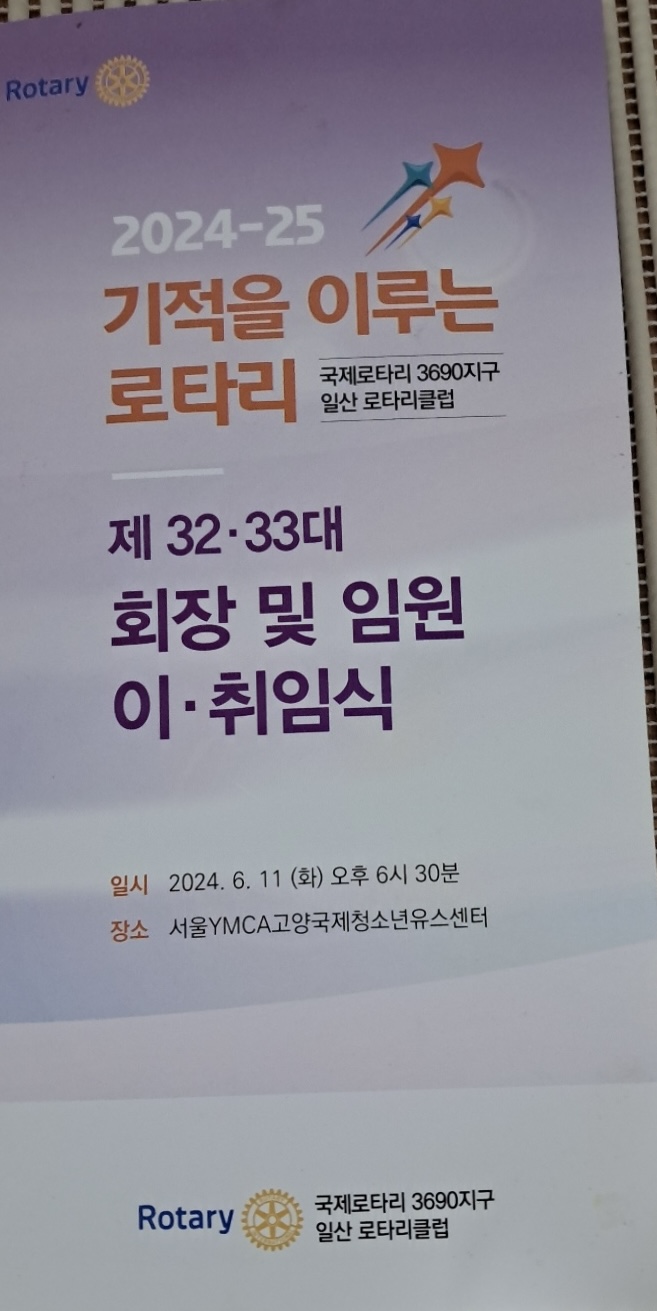 Rotary
2024-25
기적을 이루는
로타리
국제로타리 3690지구
일산 로타리클럽
제 32·33대
회장 및 임원
이·취임식
일시 2024. 6. 11 (화) 오후 6시 30분
장소 서울YMCA고양국제청소년유스센터
Rotary
국제로타리 3690지구
일산 로타리클럽